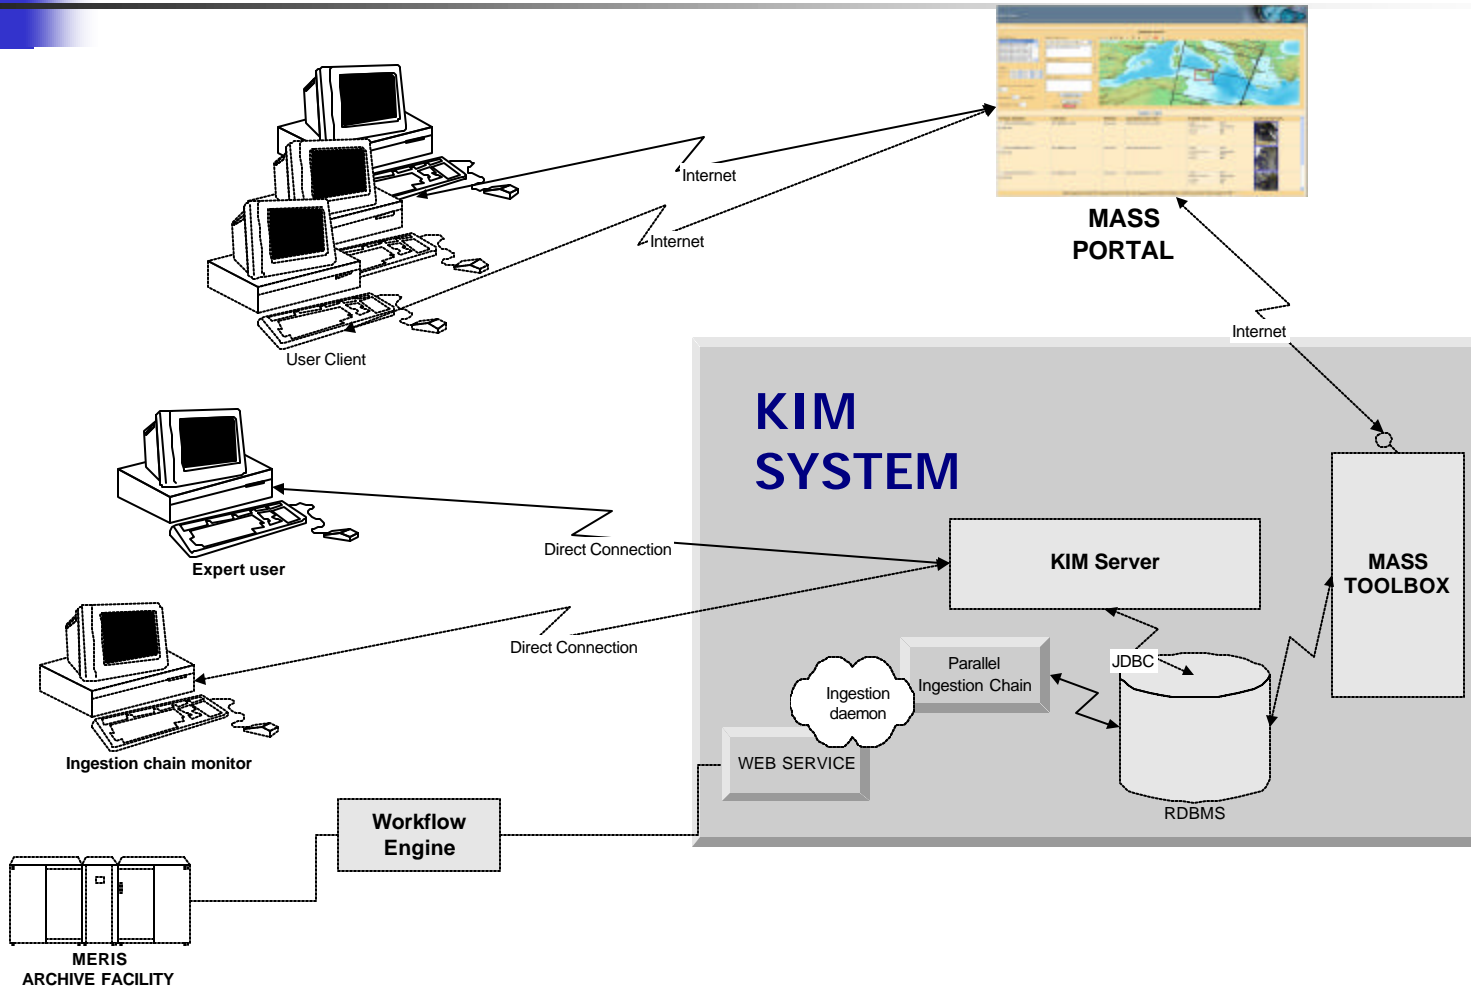 Internet
Internet
MASS
PORTAL
User Client
Internet
KIM
SYSTEM
Expert user
Direct Connection
KIM Server
MASS
TOOLBOX
Direct Connection
JDBC
Parallel
Ingestion Chain
Ingestion
daemon
Ingestion chain monitor
WEB SERVICE
RDBMS
Workflow
Engine
MERIS
ARCHIVE FACILITY